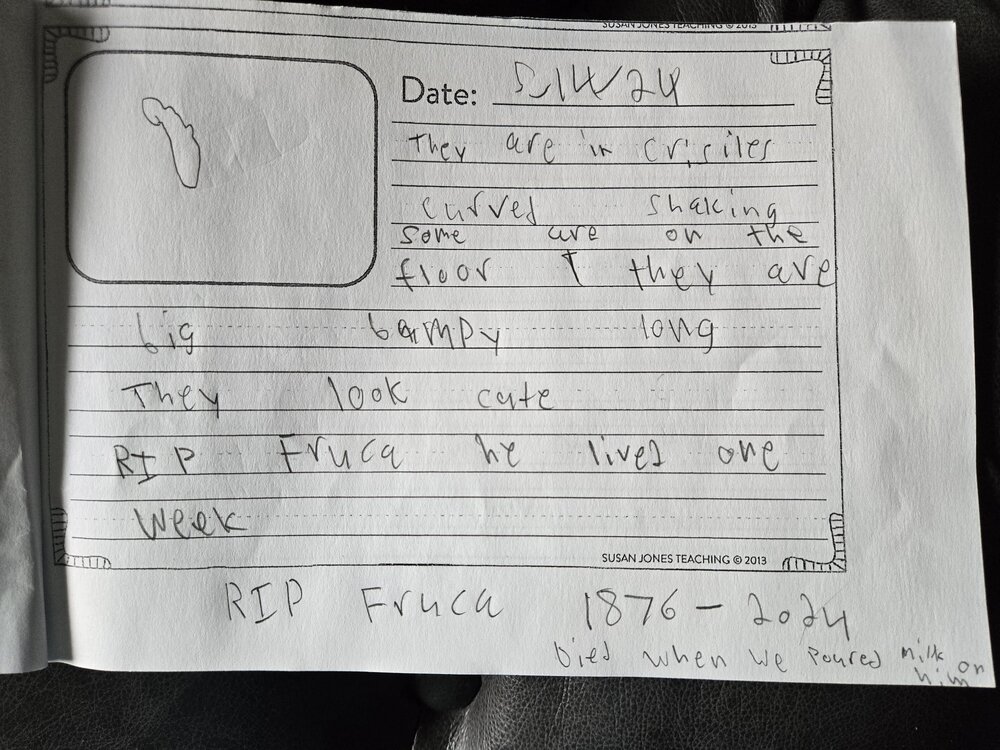 SUSAN JONES TEACHING © 2013
Date: 5/14/24
They are in crisiles
curved shaking
some are on the
floor they are
big bampy long
They look cute
RIP Fruca he lived one
week
SUSAN JONES TEACHING © 2013
RIP Fruca 1876 - 2024
Died when we poured milk on
him